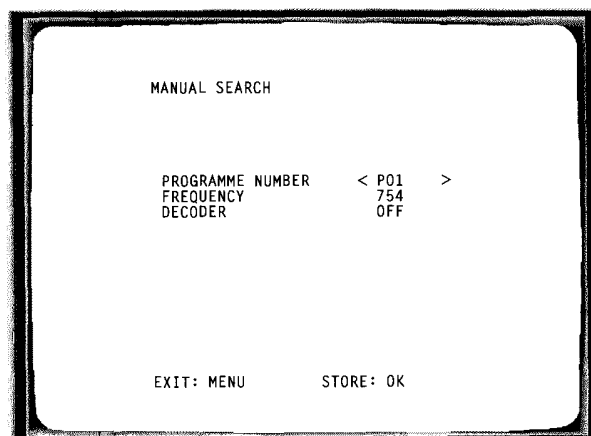 MANUAL SEARCH
PROGRAMME NUMBER < P01 >
FREQUENCY 754
DECODER OFF
EXIT: MENU STORE: OK